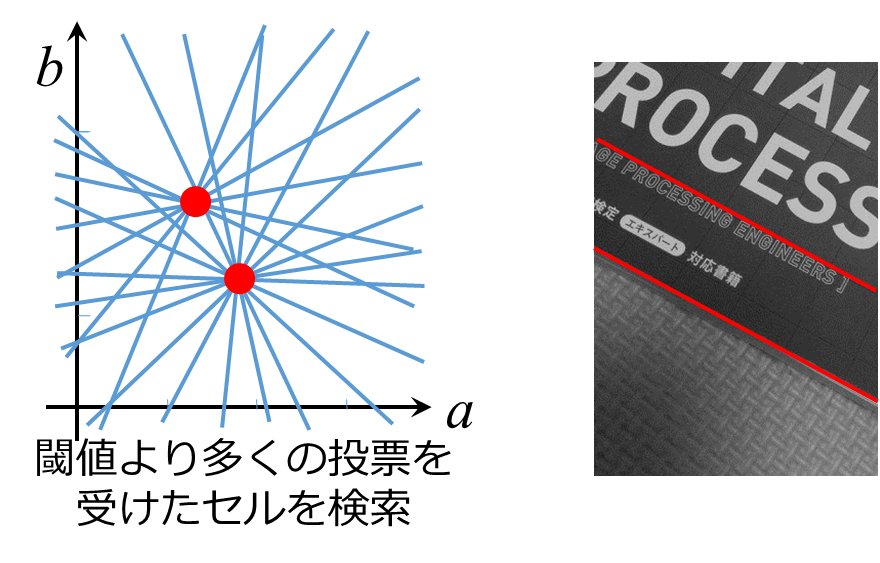 b
a
閾値より多くの投票を
受けたセルを検索
ITAL
ROCESS
AGE PROCESSING ENGINEERS ]
検定 エキスパート 対応書籍